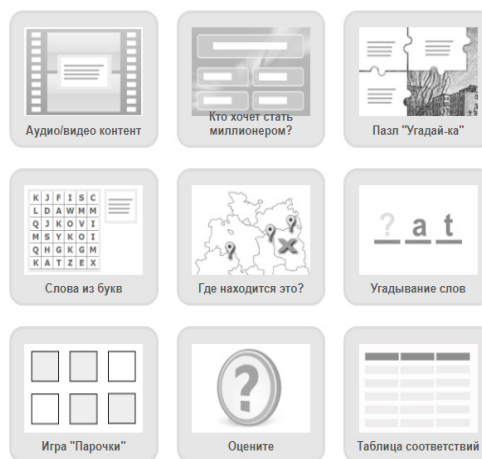 Аудио/видео контент
Кто хочет стать
миллионером?
Пазл "Угадай-ка"
K J F I S C
L D A W M M
Q J K O V I
M S Y K O I
Q H G K G M
K A T Z E X
Слова из букв
Где находится это?
? a t
Угадывание слов
Игра "Парочки"
?
Оцените
Таблица соответствий